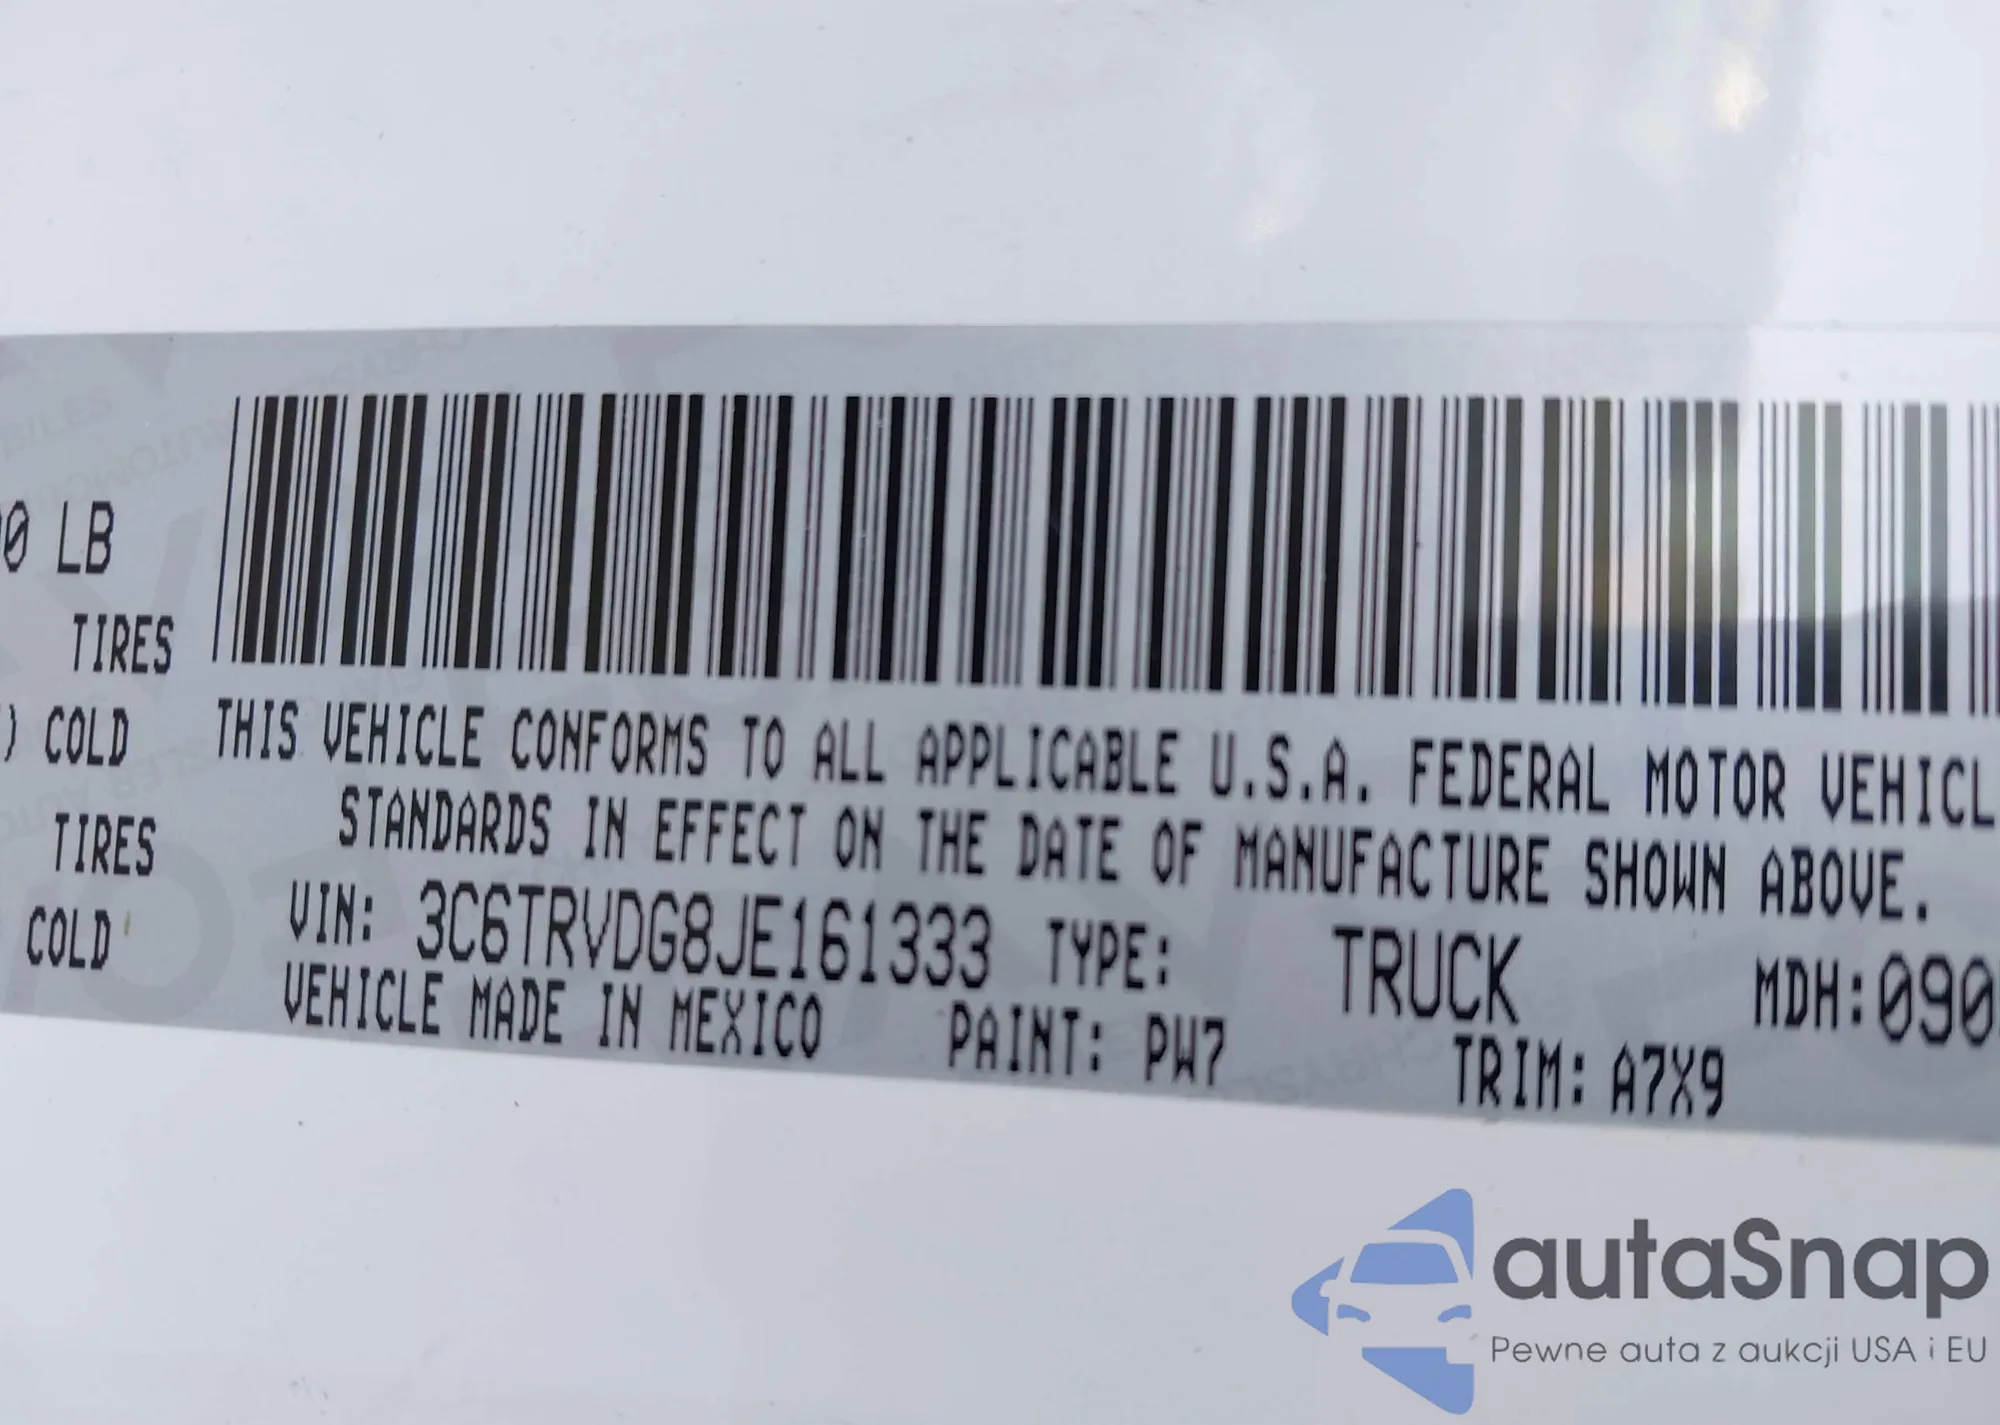 LB
TIRES
COLD
TIRES
COLD
THIS VEHICLE CONFORMS TO ALL APPLICABLE U.S.A. FEDERAL MOTOR VEHICL
STANDARDS IN EFFECT ON THE DATE OF MANUFACTURE SHOWN ABOVE.
VIN: 3C6TRVDG8JE161333 TYPE: TRUCK MDH:090
VEHICLE MADE IN MEXICO PAINT: PW7 TRIM: A7X9
autaSnap
Pewne auta z aukcji USA i EU